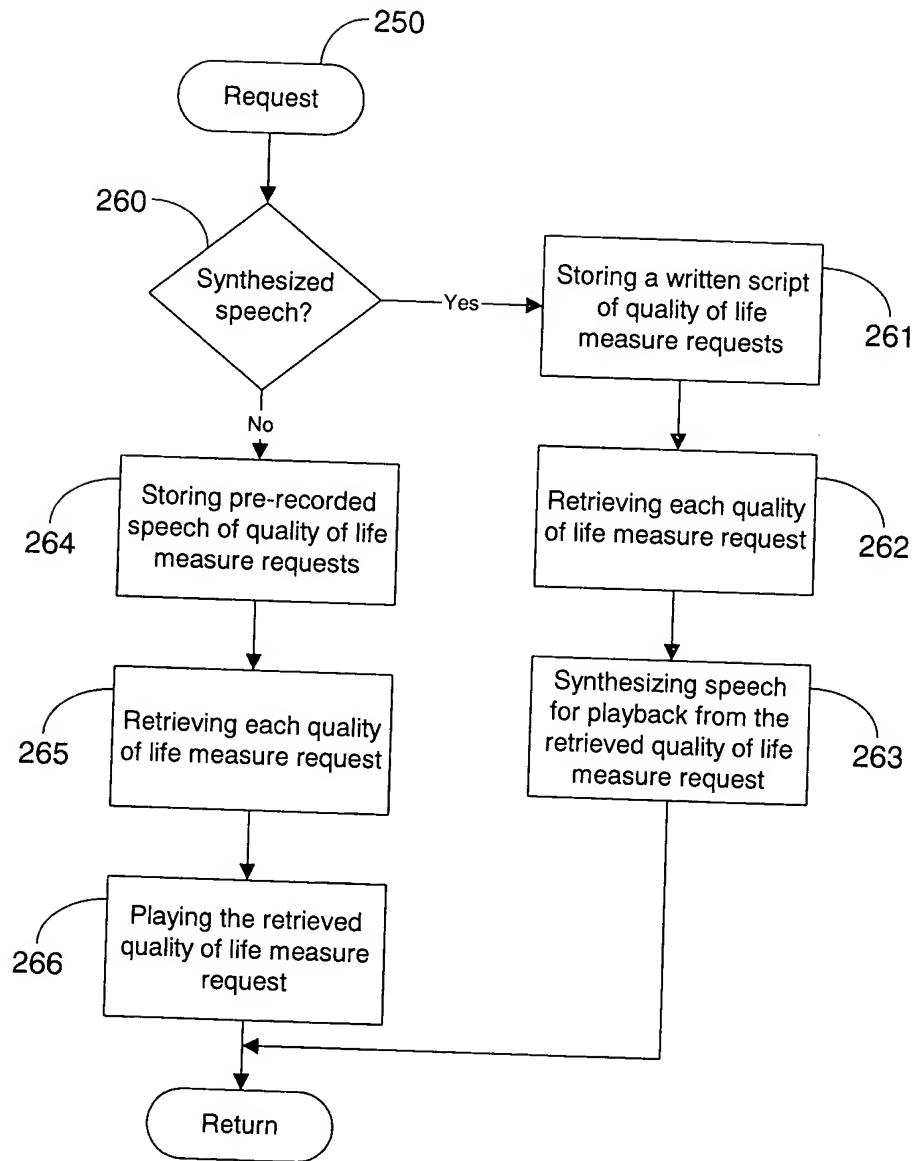 250
Request
260
Synthesized
speech?
Yes
Storing a written script
of quality of life
measure requests
261
No
Storing pre-recorded
speech of quality of life
measure requests
264
Retrieving each quality
of life measure request
262
Retrieving each quality
of life measure request
265
Synthesizing speech
for playback from the
retrieved quality of life
measure request
263
Playing the retrieved
quality of life measure
request
266
Return